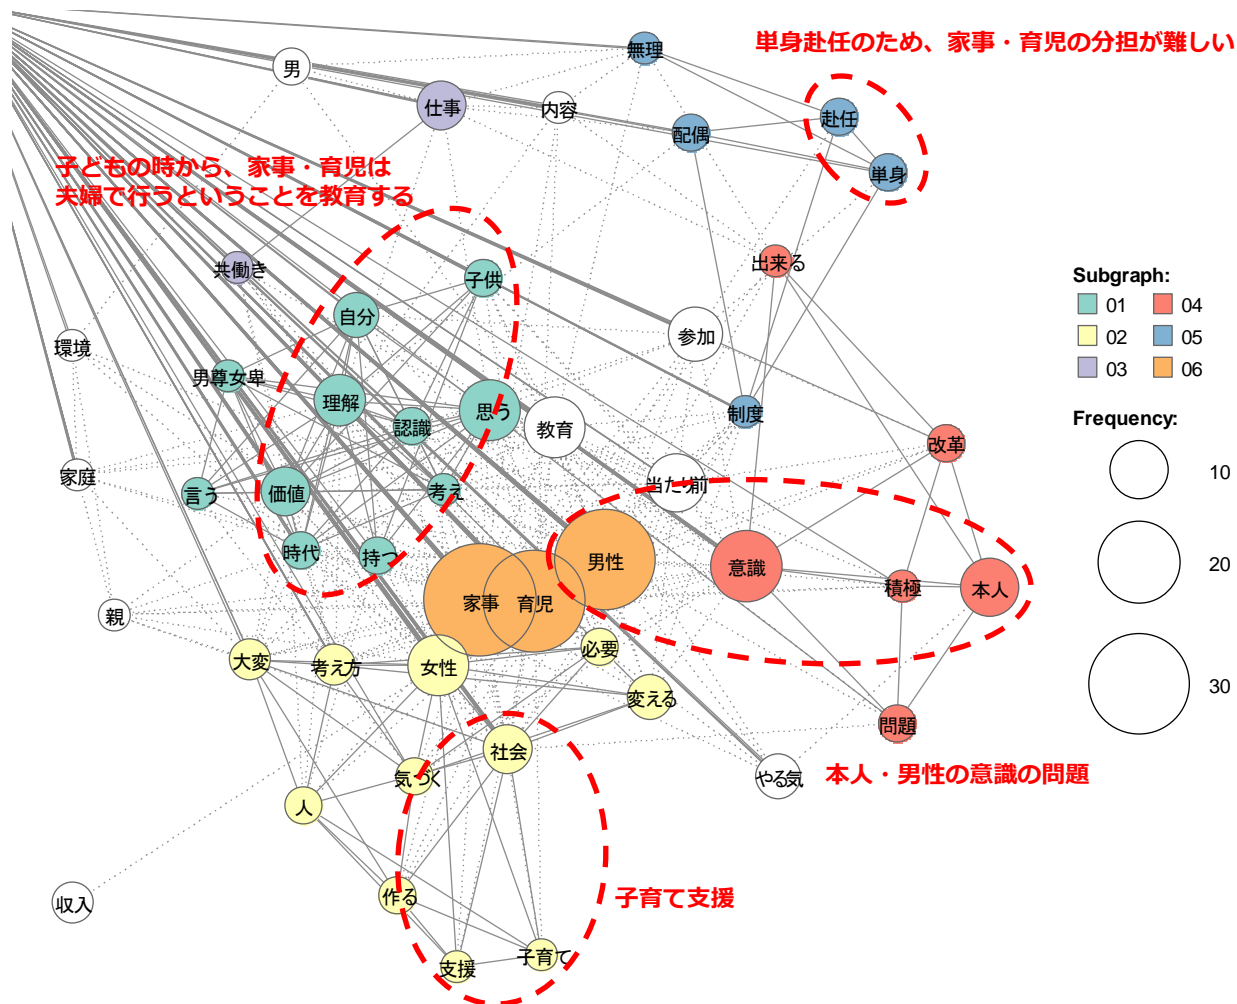 単身赴任のため、家事・育児の分担が難しい
無理
男
仕事
内容
赴任
配偶
単身
子どもの時から、家事・育児は
夫婦で行うということを教育する
共働き
子供
出来る
自分
参加
環境
男尊女卑
理解
認識
思う
教育
制度
改革
家庭
言う
価値
考え
当たり前
時代
持つ
男性
意識
積極
本人
家事
育児
親
大変
考え方
女性
必要
変える
問題
社会
気づく
やる気
本人・男性の意識の問題
人
作る
子育て支援
収入
支援
子育て
Subgraph:
01 04
02 05
03 06
Frequency:
10
20
30